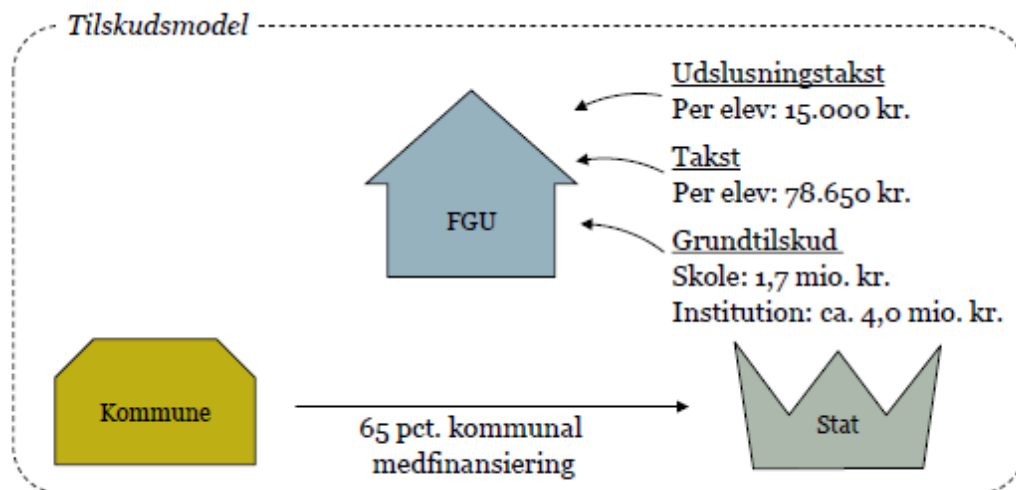 Tilskudsmodel
Udslusningstakst
Per elev: 15.000 kr.
Takst
Per elev: 78.650 kr.
FGU
Grundtilskud
Skole: 1,7 mio. kr.
Institution: ca. 4,0 mio. kr.
Kommune
65 pct. kommunal
medfinansiering
Stat